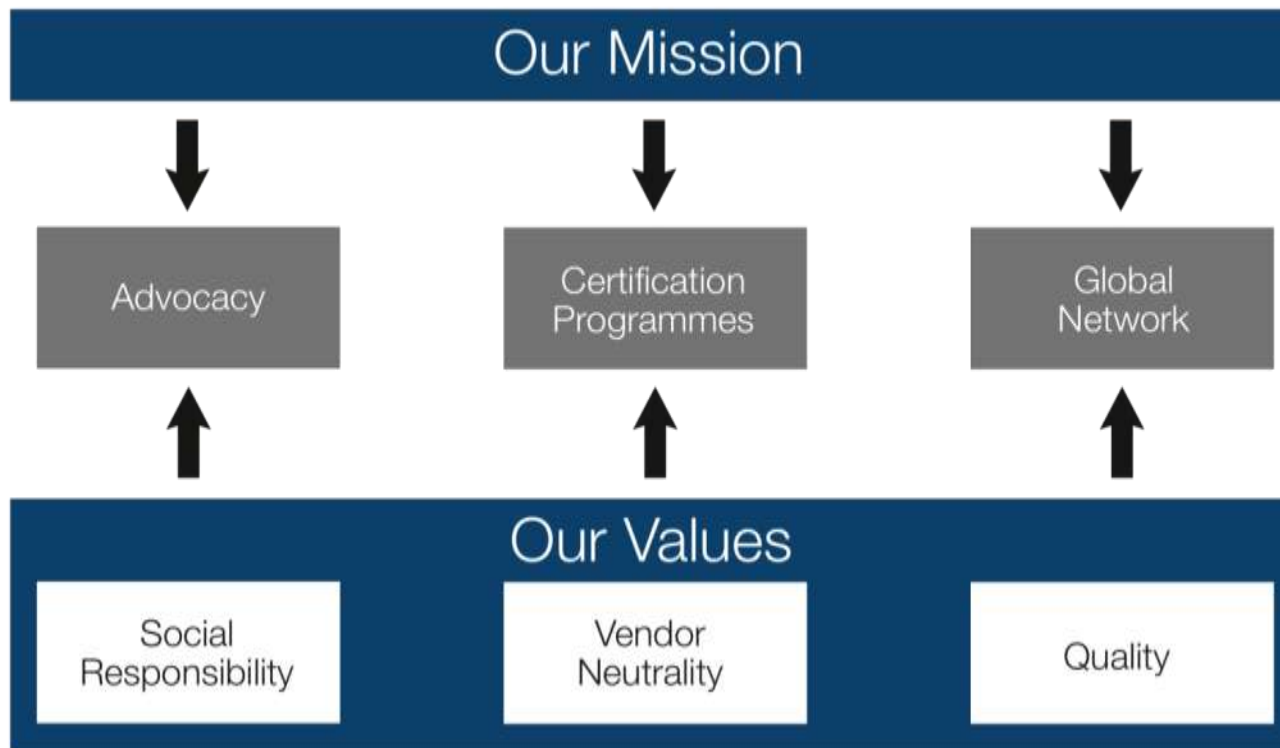 Our Mission
Advocacy
Certification
Programmes
Global
Network
Our Values
Social
Responsibility
Vendor
Neutrality
Quality